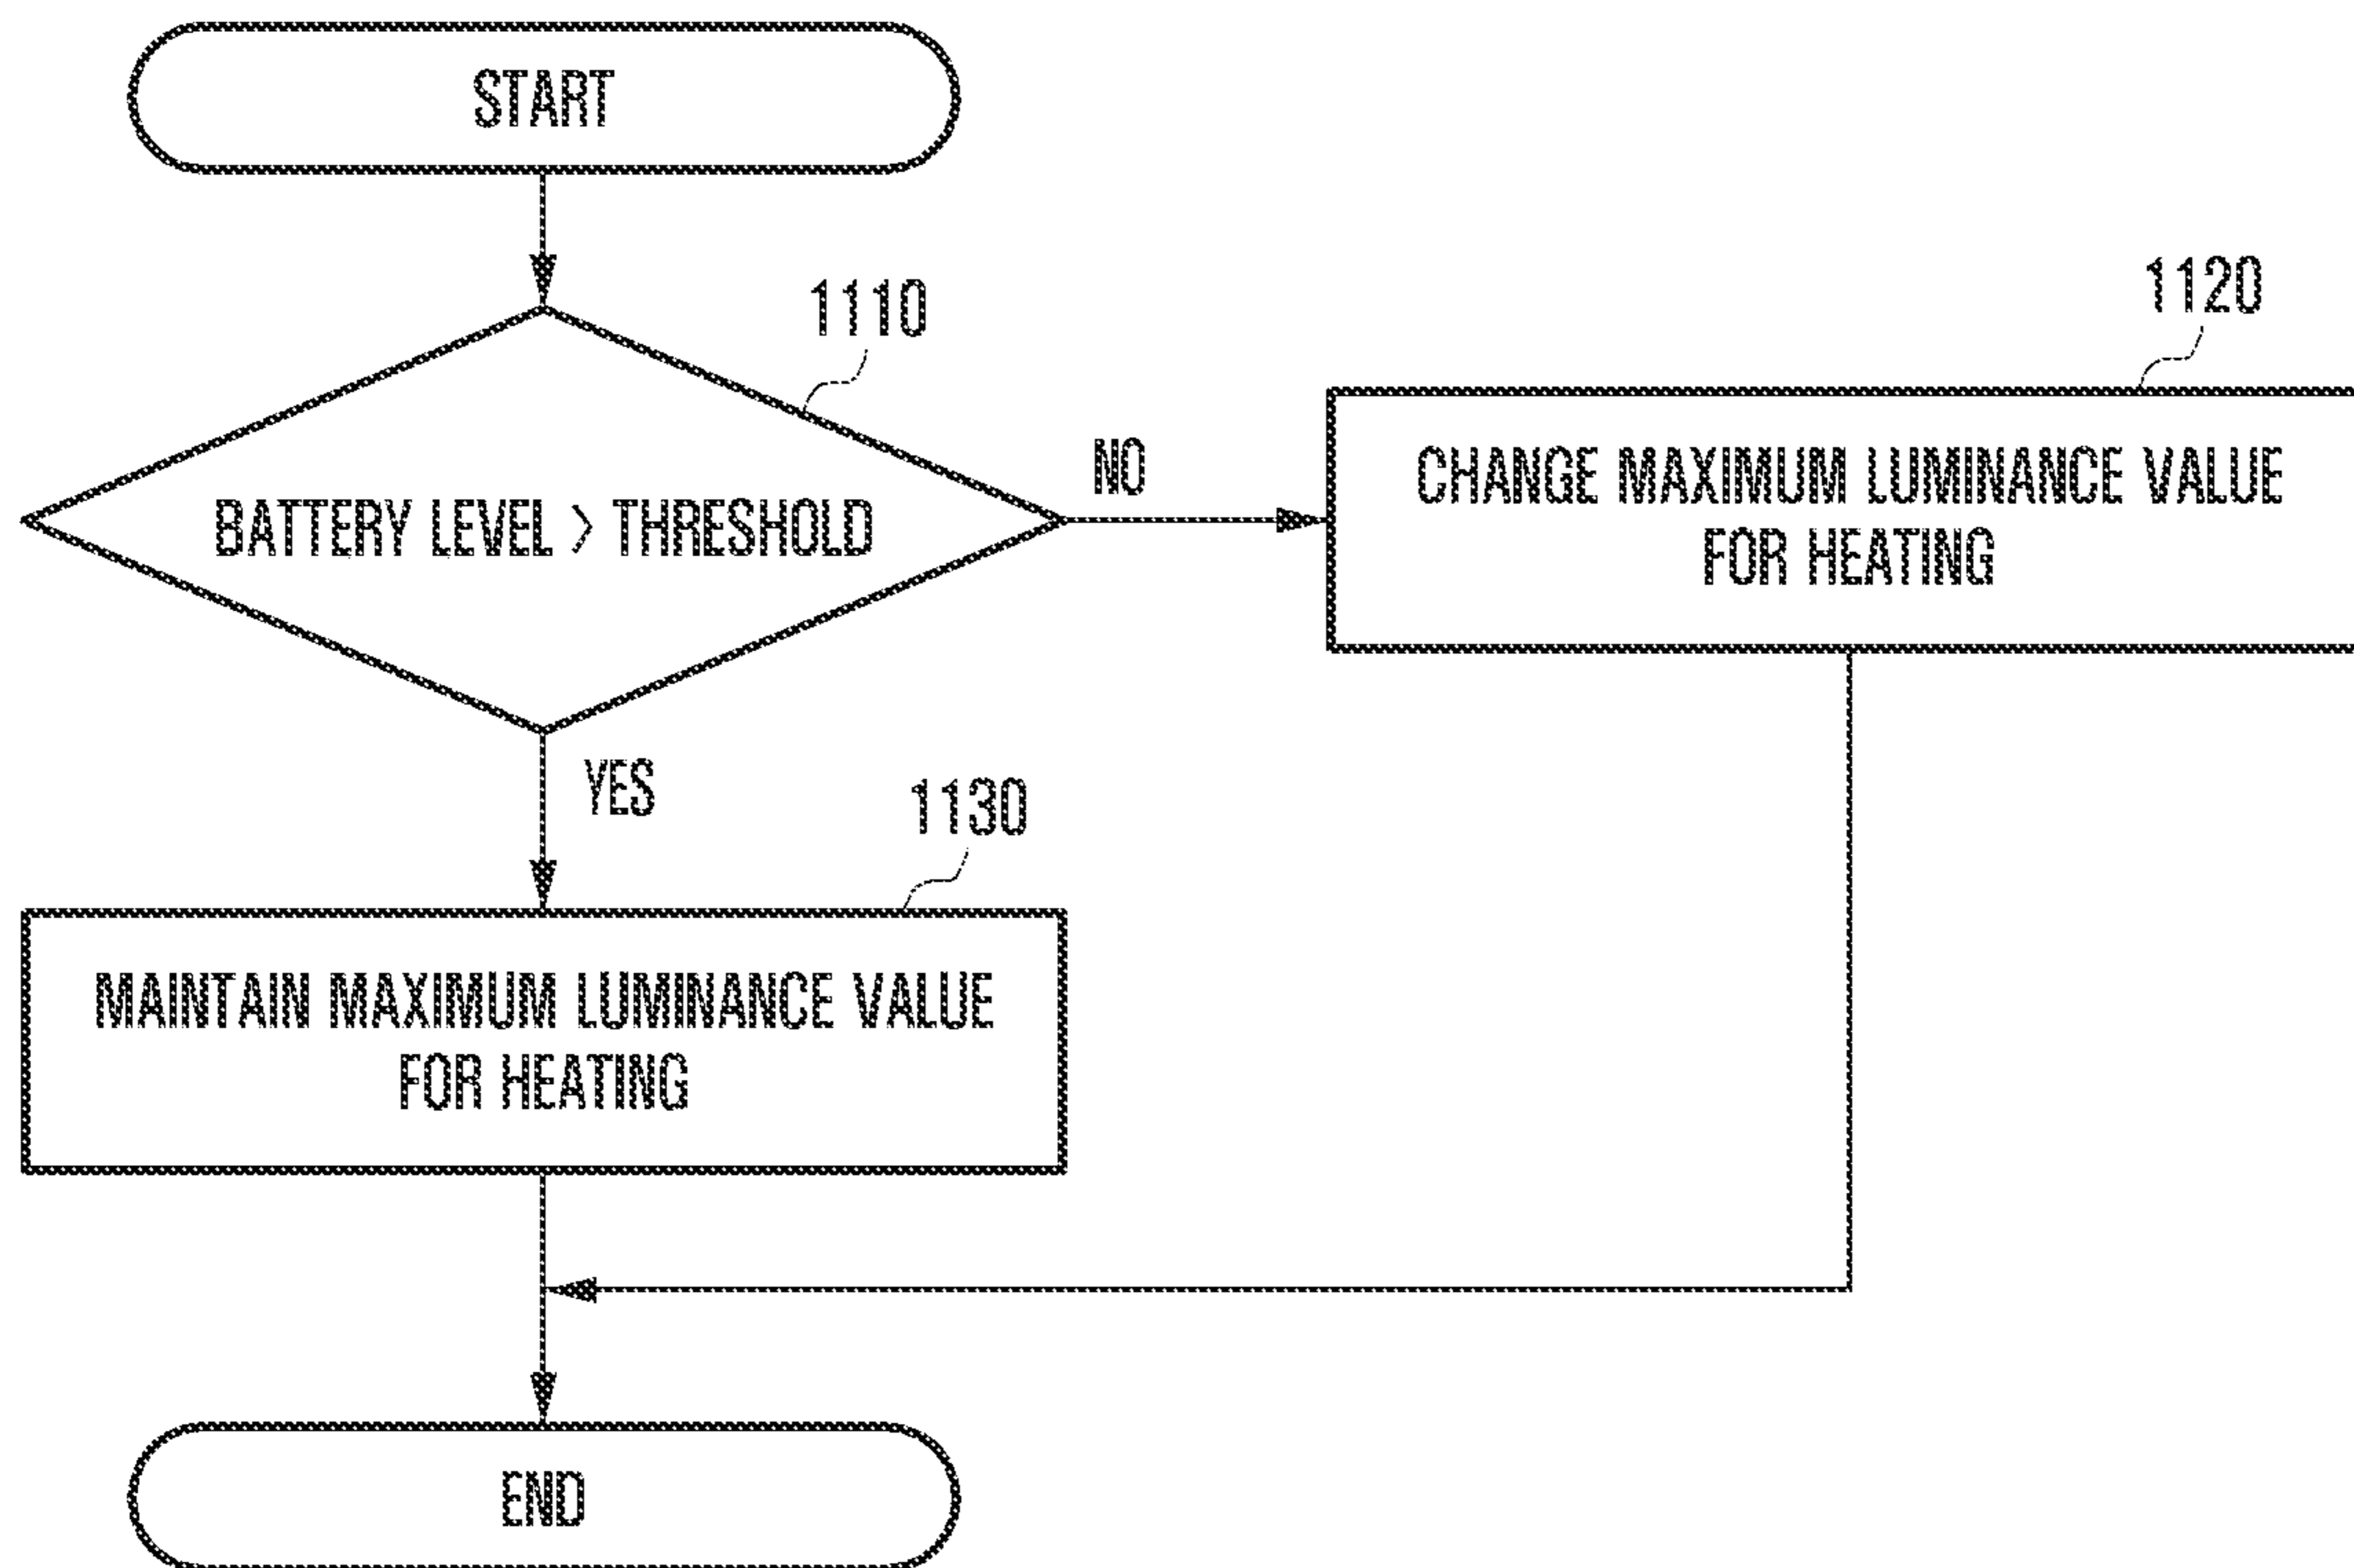 START
1110
BATTERY LEVEL > THRESHOLD
NO
1120
CHANGE MAXIMUM LUMINANCE VALUE
FOR HEATING
YES
1130
MAINTAIN MAXIMUM LUMINANCE VALUE
FOR HEATING
END